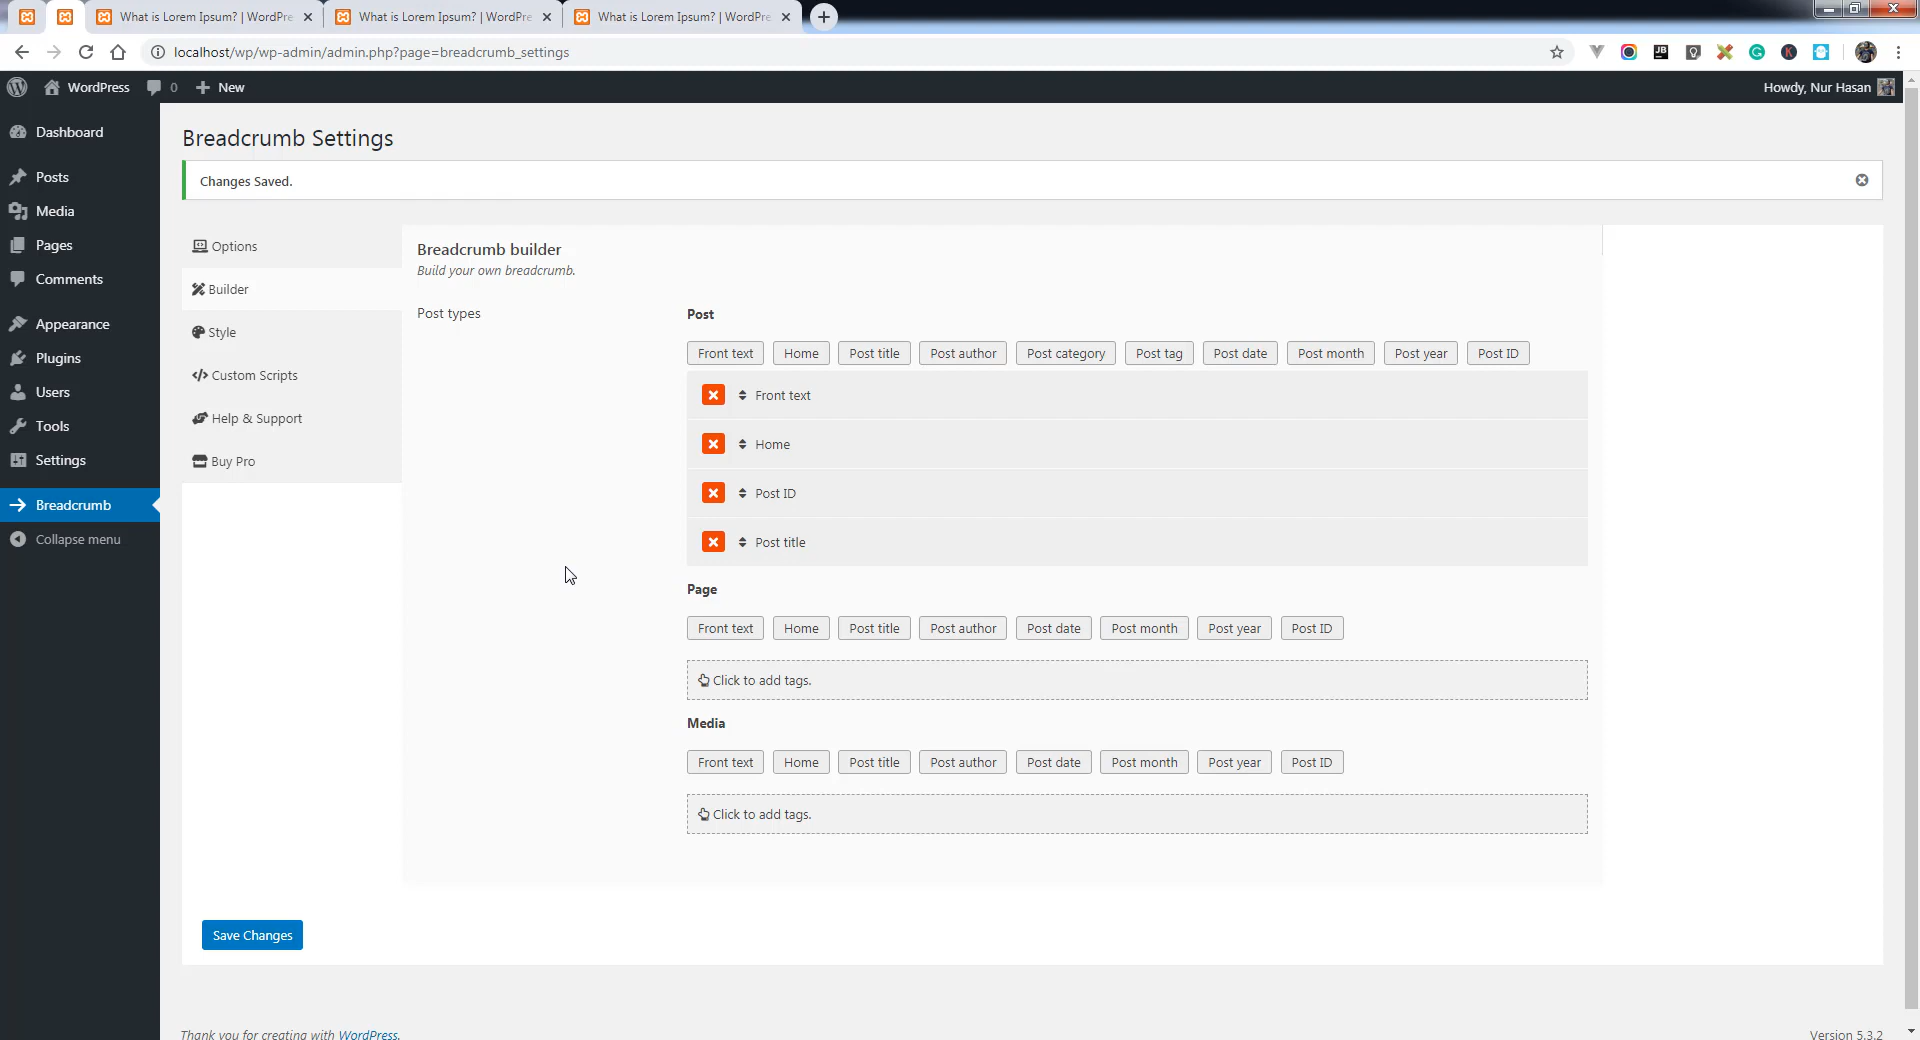 What is Lorem Ipsum? | WordPre
What is Lorem Ipsum? | WordPre
What is Lorem Ipsum? | WordPre
localhost/wp/wp-admin/admin.php?page=breadcrumb_settings
WordPress 0 New
Howdy, Nur Hasan
Dashboard
Posts
Media
Pages
Comments
Appearance
Plugins
Users
Tools
Settings
Breadcrumb
Collapse menu
Breadcrumb Settings
Changes Saved.
Options
Builder
Style
Custom Scripts
Help & Support
Buy Pro
Breadcrumb builder
Build your own breadcrumb.
Post types
Post
Front text Home Post title Post author Post category Post tag Post date Post month Post year Post ID
Front text
Home
Post ID
Post title
Page
Front text Home Post title Post author Post date Post month Post year Post ID
Click to add tags.
Media
Front text Home Post title Post author Post date Post month Post year Post ID
Click to add tags.
Save Changes
Thank you for creating with WordPress.
Version 5.3.2